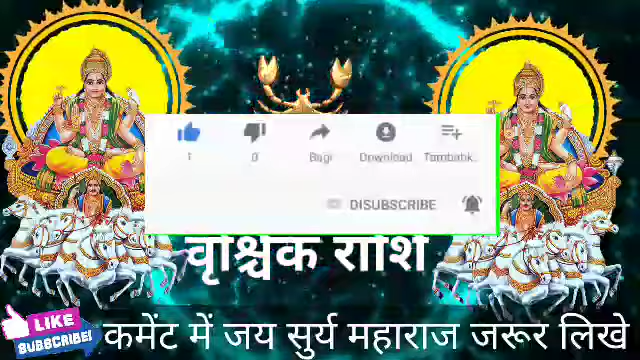 1 0 Bagi Download Tambahk..
DISUBSCRIBE
वृश्चिक राशि
LIKE
SUBSCRIBE!
कमेंट में जय सुर्य महाराज जरूर लिखे